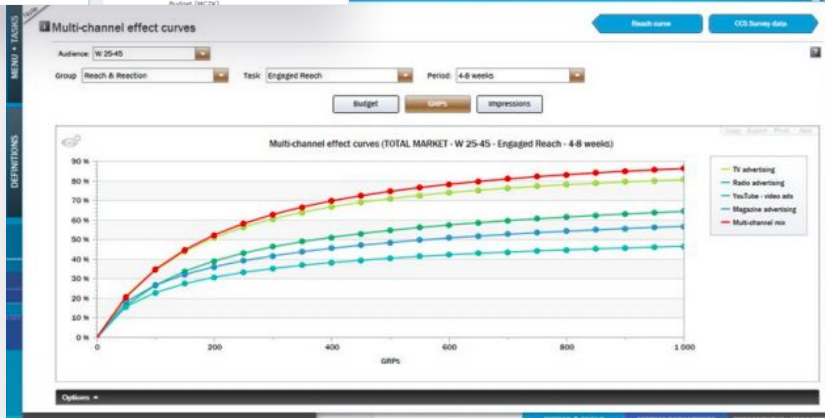 Budget [MCZK]
MENU + TASKS
DEFINITIONS
Multi-channel effect curves
Reach curve
CCS Survey data
Audience: W 25-45
?
Group: Reach & Reaction Task: Engaged Reach Period: 4-8 weeks
Budget GRPs Impressions
Multi-channel effect curves (TOTAL MARKET - W 25-45 - Engaged Reach - 4-8 weeks)
90 %
80 %
70 %
60 %
50 %
40 %
30 %
20 %
10 %
0 %
0 200 400 600 800 1 000
GRPs
TV advertising
Radio advertising
YouTube - video ads
Magazine advertising
Multi-channel mix
Options